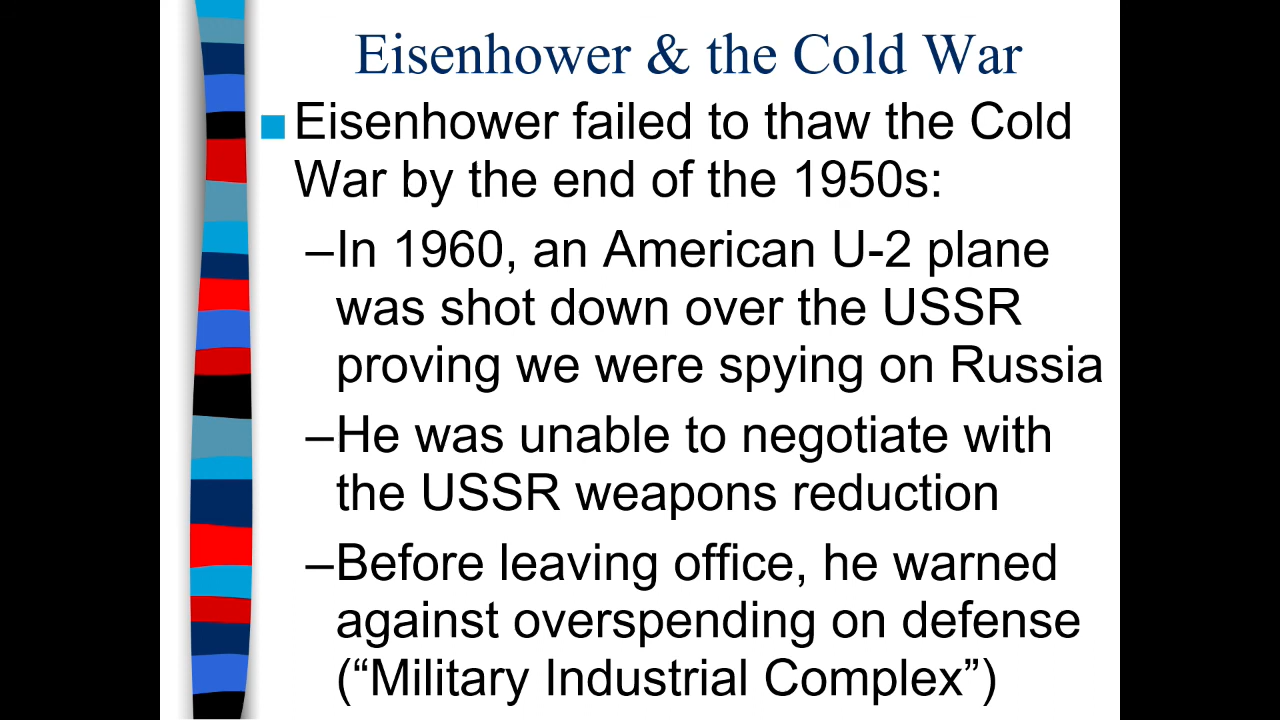 Eisenhower & the Cold War
■Eisenhower failed to thaw the Cold
War by the end of the 1950s:
–In 1960, an American U-2 plane
was shot down over the USSR
proving we were spying on Russia
–He was unable to negotiate with
the USSR weapons reduction
–Before leaving office, he warned
against overspending on defense
(“Military Industrial Complex”)